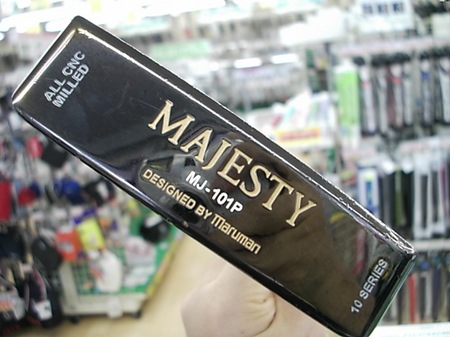 ALL CNC
MILLED
MAJESTY
MJ-101P
DESIGNED BY Maruman
10 SERIES